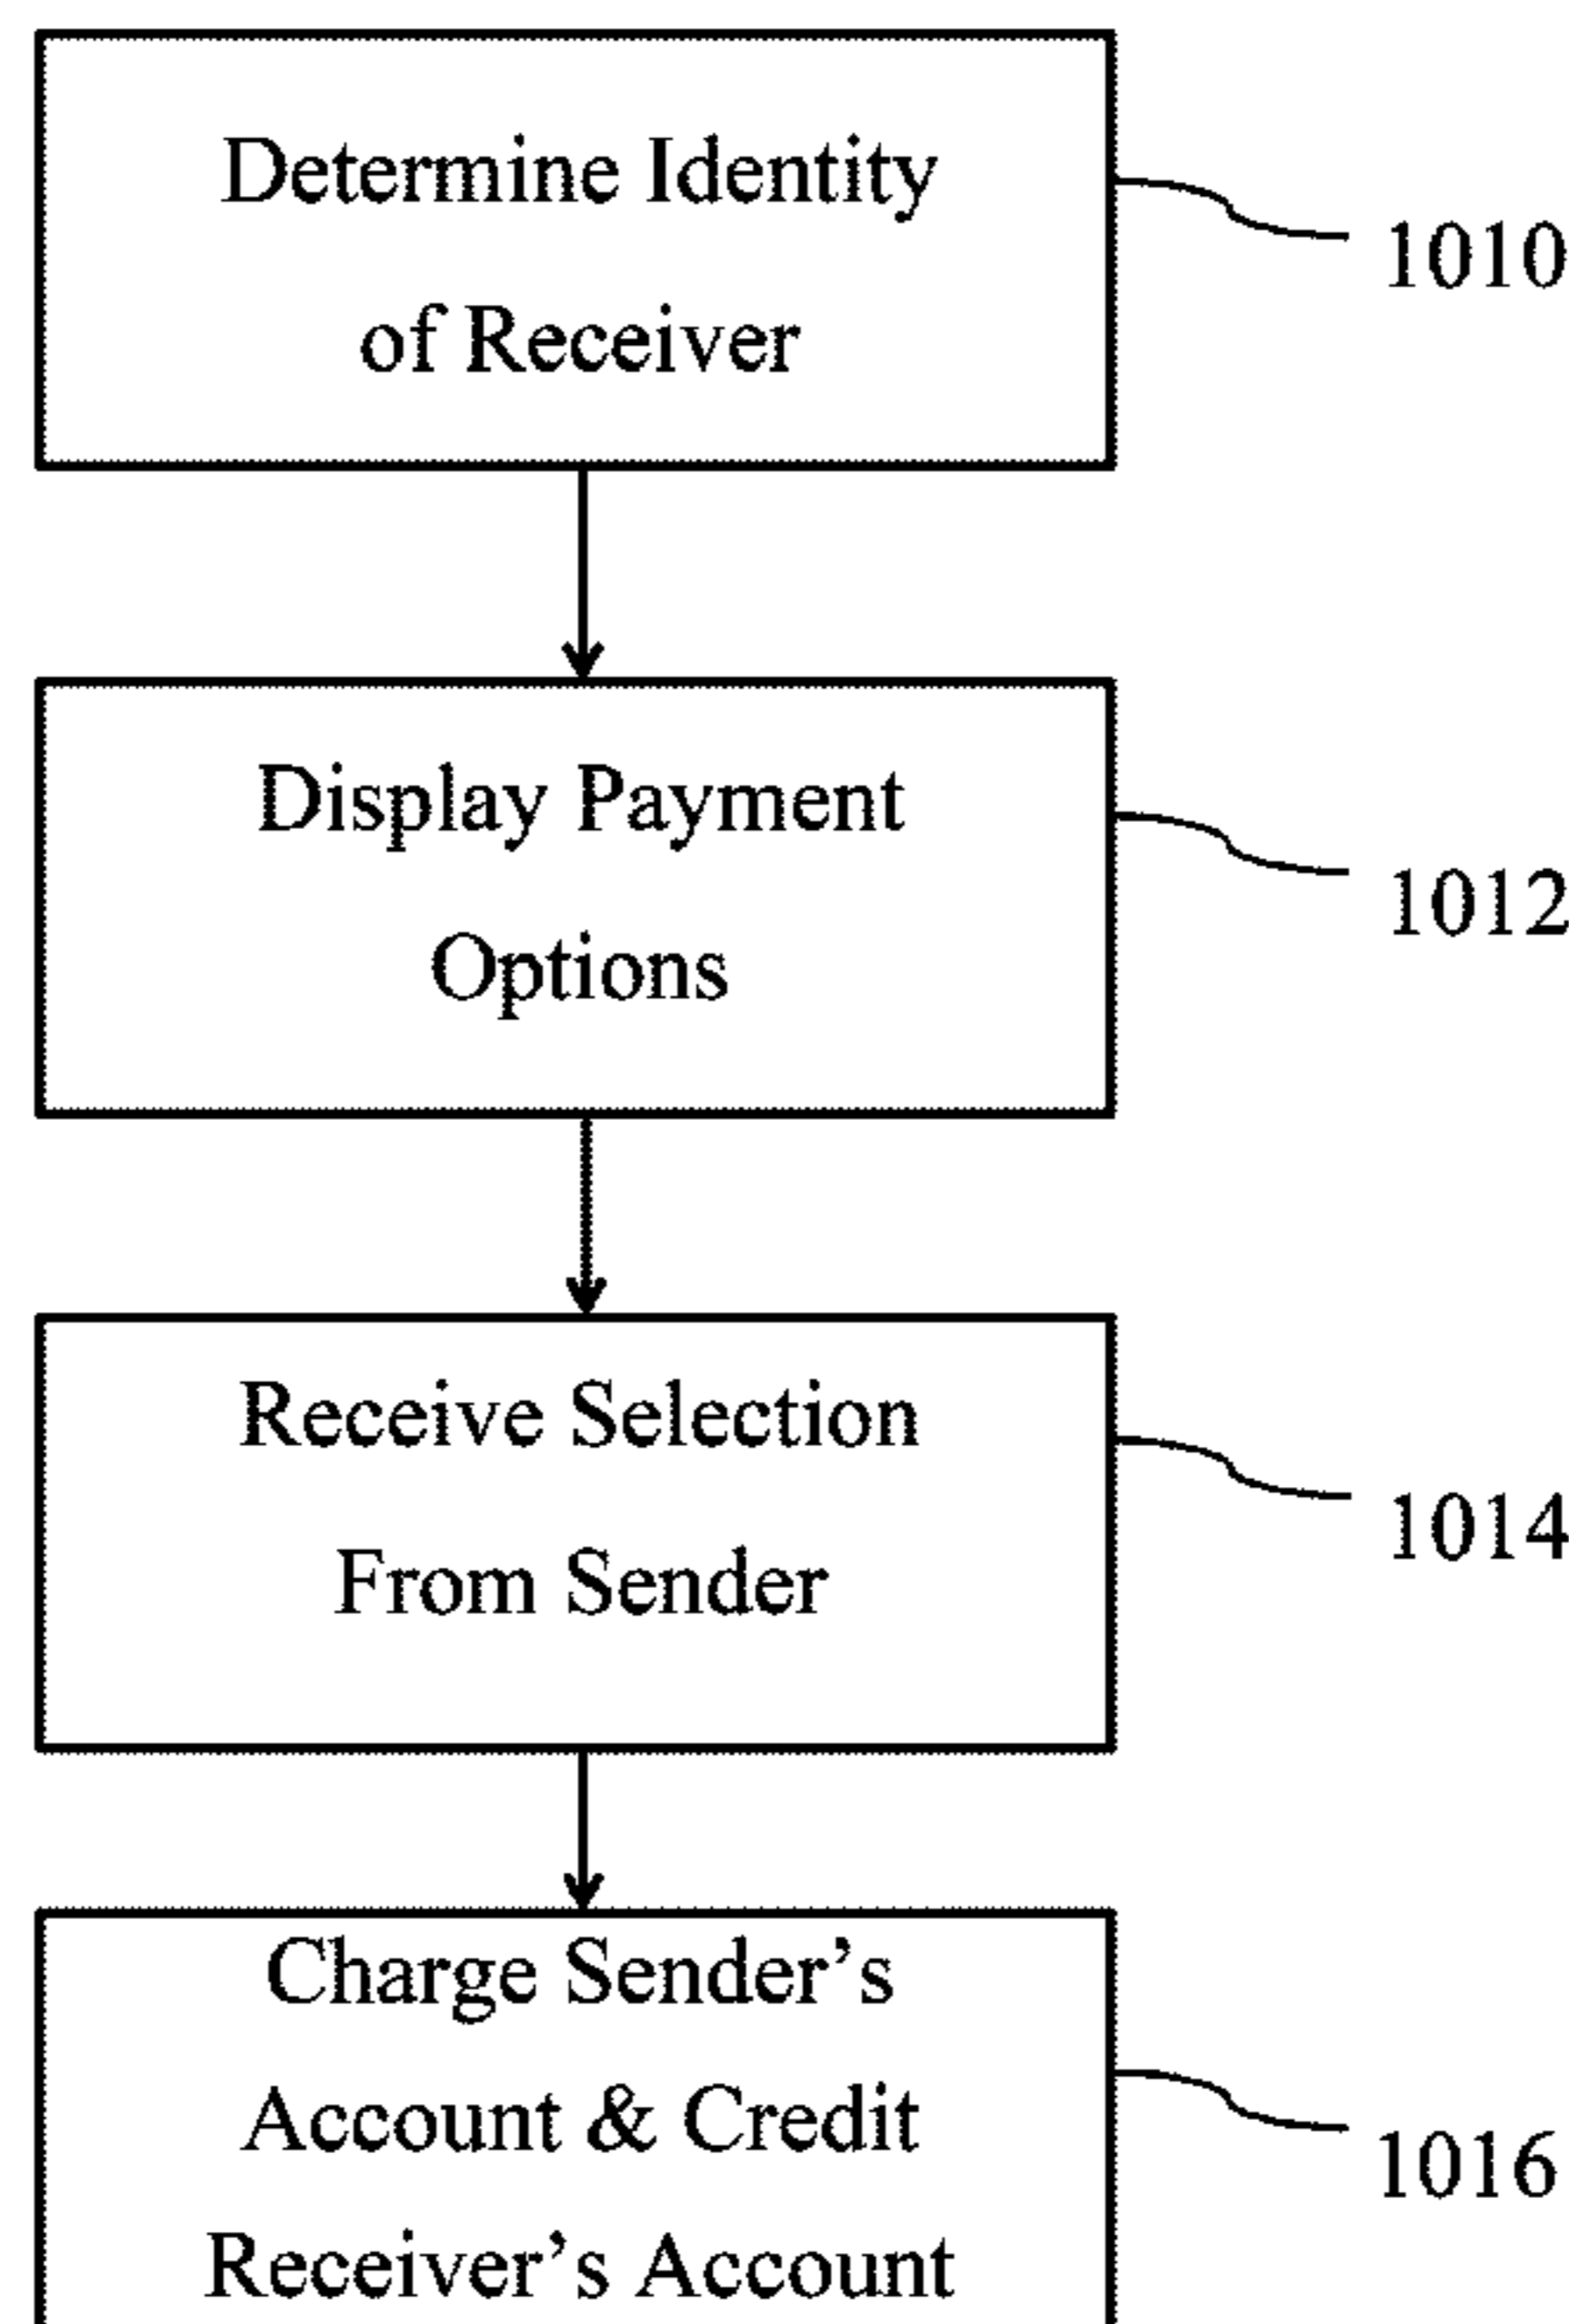 Determine Identity
of Receiver
1010
Display Payment
Options
1012
Receive Selection
From Sender
1014
Charge Sender’s
Account & Credit
Receiver’s Account
1016